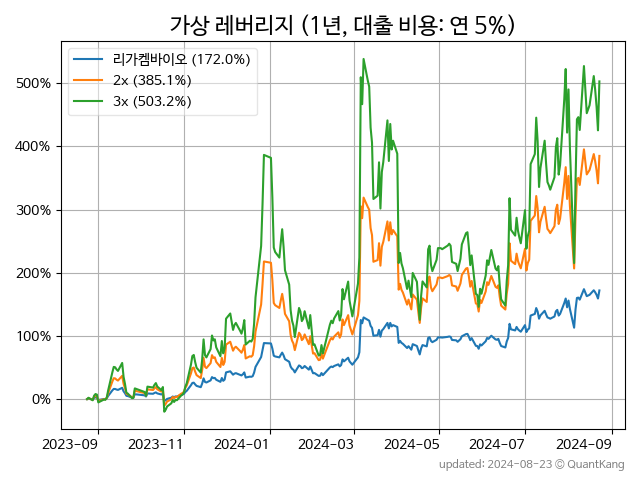 가상 레버리지 (1년, 대출 비용: 연 5%)
리가켐바이오 (172.0%)
2x (385.1%)
3x (503.2%)
500%
400%
300%
200%
100%
0%
2023-09 2023-11 2024-01 2024-03 2024-05 2024-07 2024-09
updated: 2024-08-23 © QuantKang